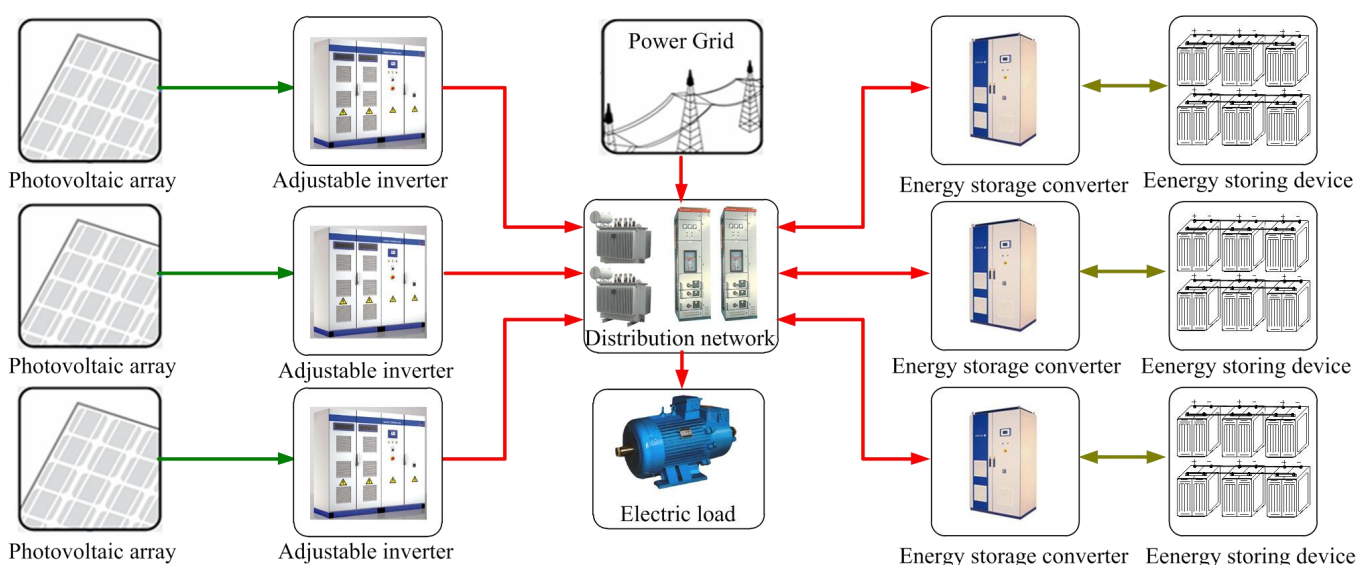 Power Grid
Photovoltaic array
Adjustable inverter
Energy storage converter
Eenergy storing device
Distribution network
Photovoltaic array
Adjustable inverter
Energy storage converter
Eenergy storing device
Electric load
Photovoltaic array
Adjustable inverter
Energy storage converter
Eenergy storing device